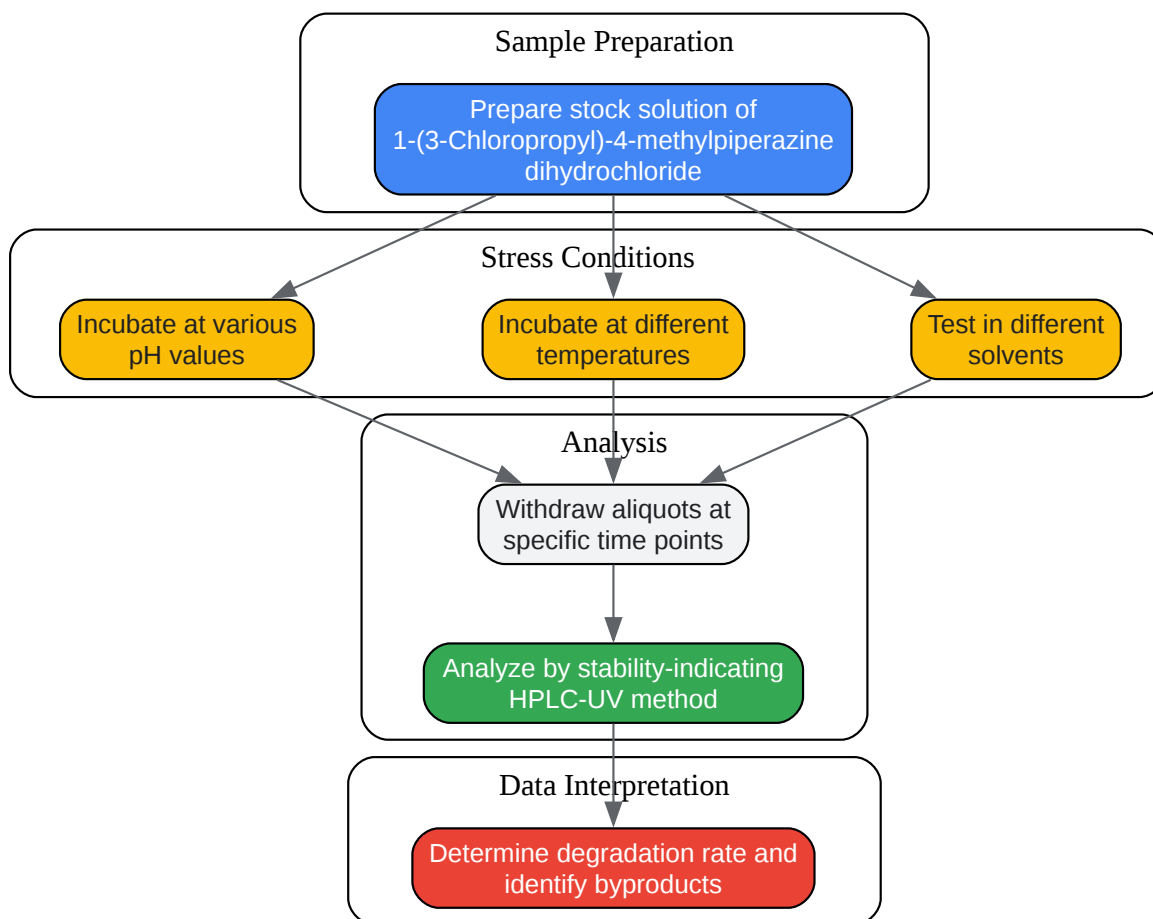 Sample Preparation
Prepare stock solution of
1-(3-Chloropropyl)-4-methylpiperazine
dihydrochloride
Stress Conditions
Incubate at various
pH values
Incubate at different
temperatures
Test in different
solvents
Analysis
Withdraw aliquots at
specific time points
Analyze by stability-indicating
HPLC-UV method
Data Interpretation
Determine degradation rate and
identify byproducts